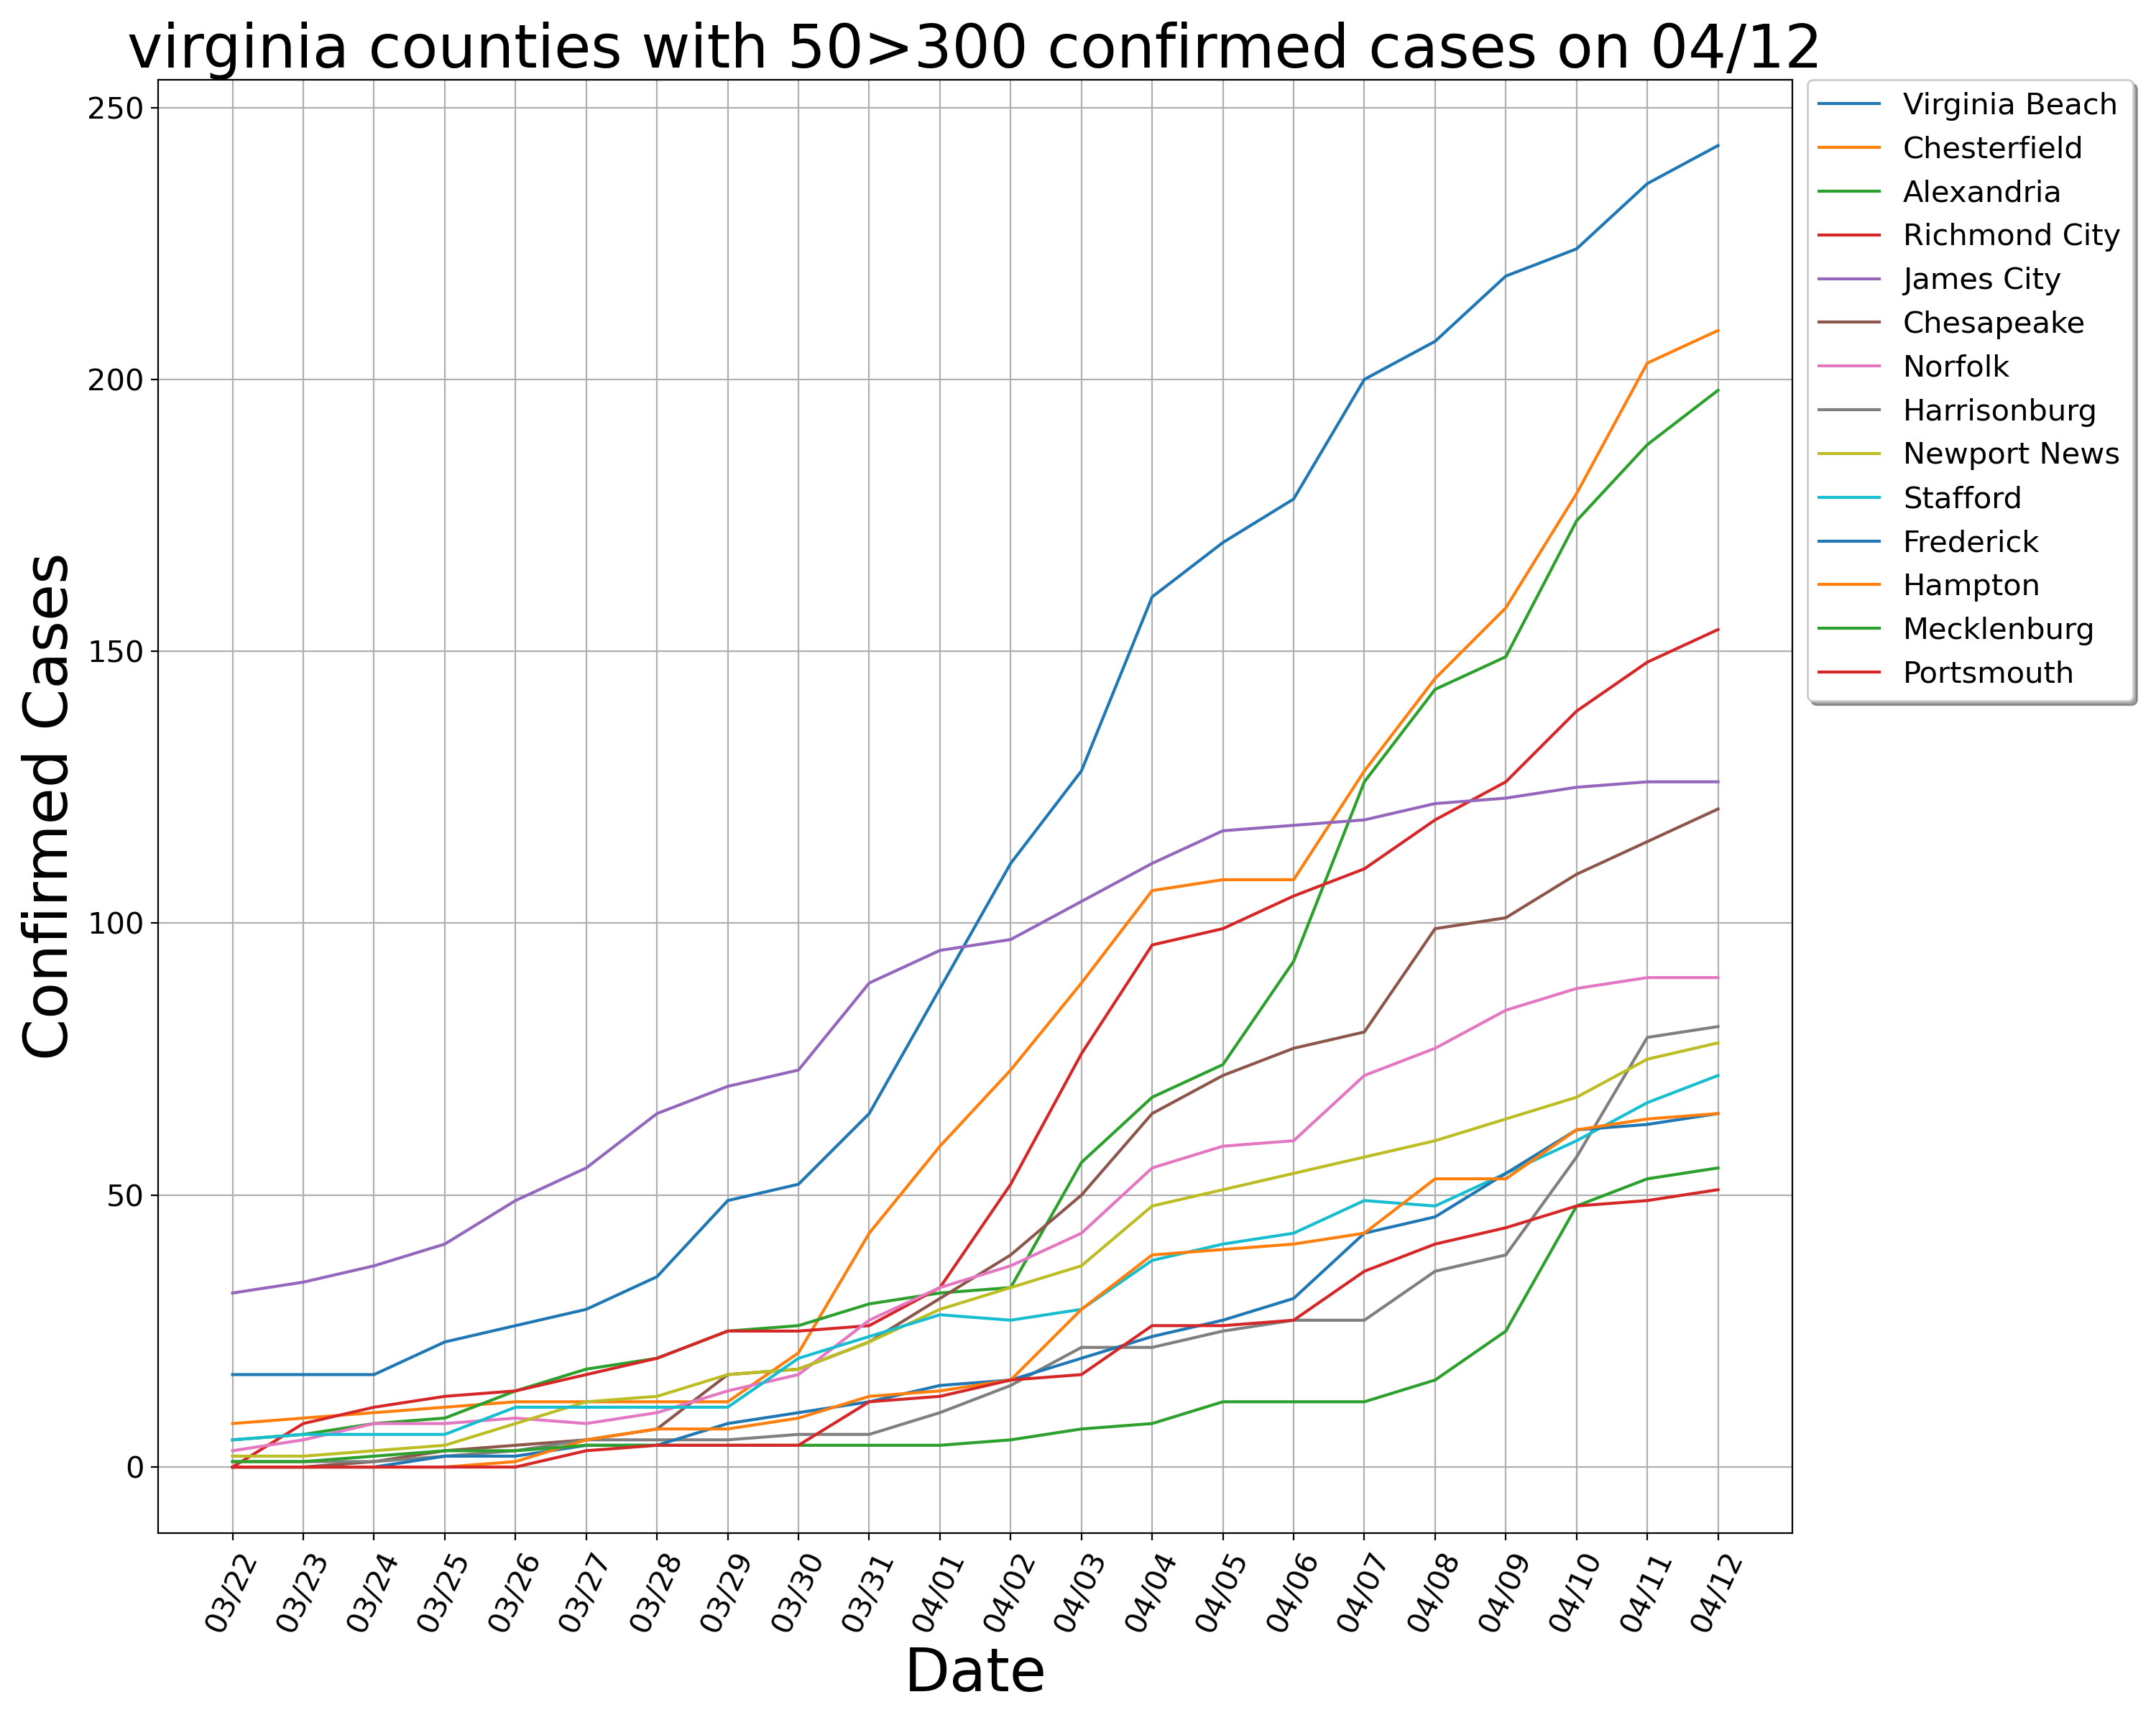 virginia counties with 50>300 confirmed cases on 04/12
Confirmed Cases
250
200
150
100
50
0
03/22
03/23
03/24
03/25
03/26
03/27
03/28
03/29
03/30
03/31
04/01
04/02
04/03
04/04
04/05
04/06
04/07
04/08
04/09
04/10
04/11
04/12
Date
Virginia Beach
Chesterfield
Alexandria
Richmond City
James City
Chesapeake
Norfolk
Harrisonburg
Newport News
Stafford
Frederick
Hampton
Mecklenburg
Portsmouth